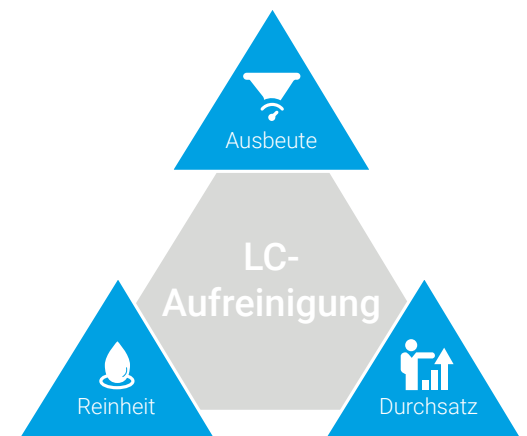 Ausbeute
LC-
Aufreinigung
Reinheit
Durchsatz